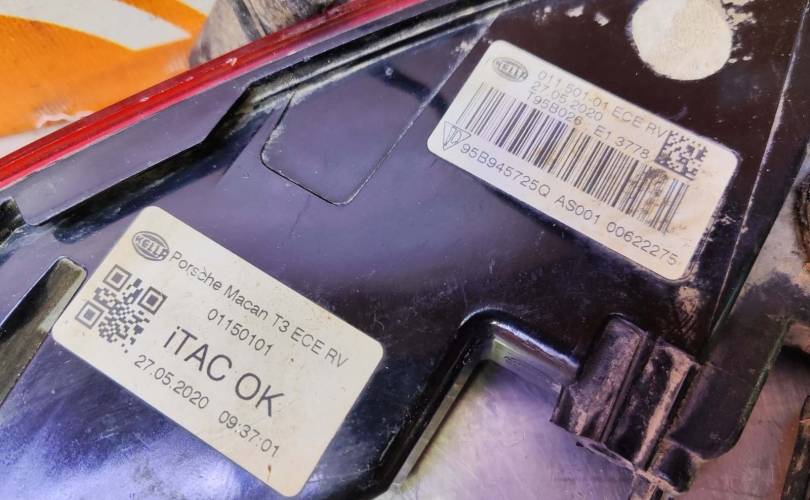 HELLA
011 501-01 ECE RV
27.05.2020
T95B026 E1 3778
95B945725Q AS001 00622275
HELLA
Porsche Macan T3 ECE RV
01150101
iTAC OK
27.05.2020 09:37:01